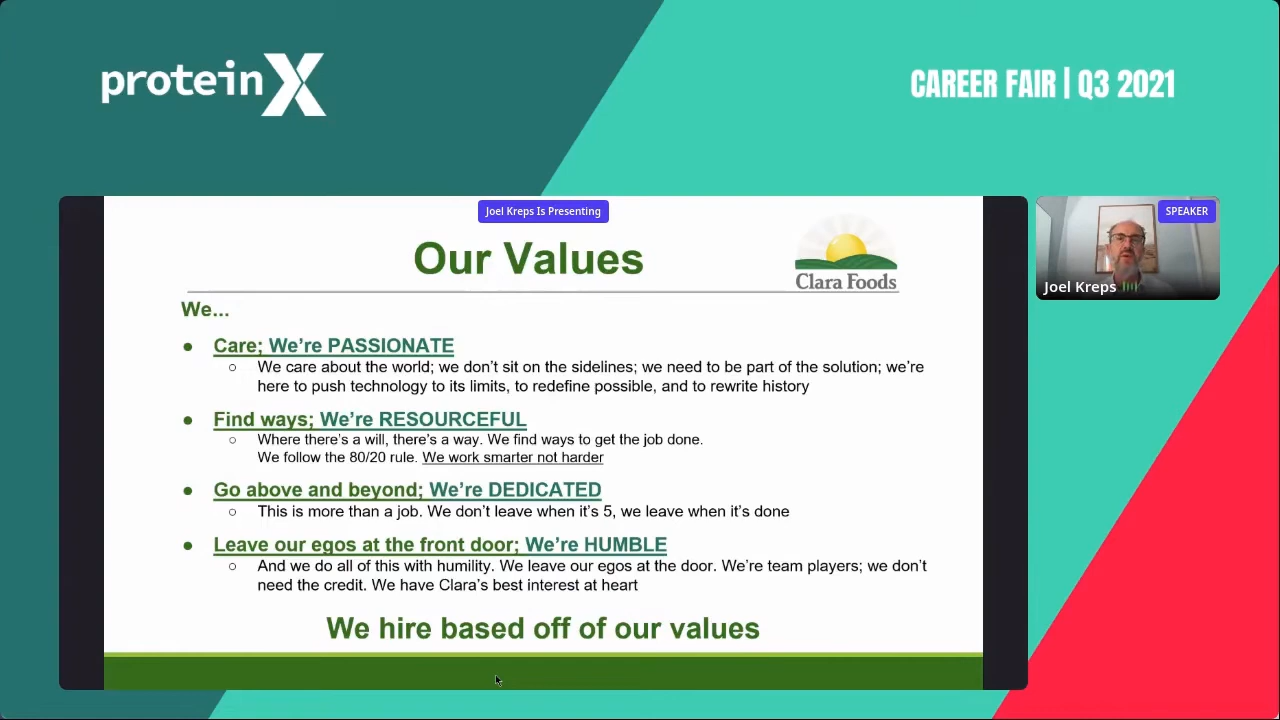 proteinX
CAREER FAIR | Q3 2021
Joel Kreps Is Presenting
SPEAKER
Our Values
Clara Foods
Joel Kreps
We...
● Care; We’re PASSIONATE
○ We care about the world; we don’t sit on the sidelines; we need to be part of the solution; we’re
here to push technology to its limits, to redefine possible, and to rewrite history
● Find ways; We’re RESOURCEFUL
○ Where there’s a will, there’s a way. We find ways to get the job done.
We follow the 80/20 rule. We work smarter not harder
● Go above and beyond; We’re DEDICATED
○ This is more than a job. We don’t leave when it’s 5, we leave when it’s done
● Leave our egos at the front door; We’re HUMBLE
○ And we do all of this with humility. We leave our egos at the door. We’re team players; we don’t
need the credit. We have Clara’s best interest at heart
We hire based off of our values